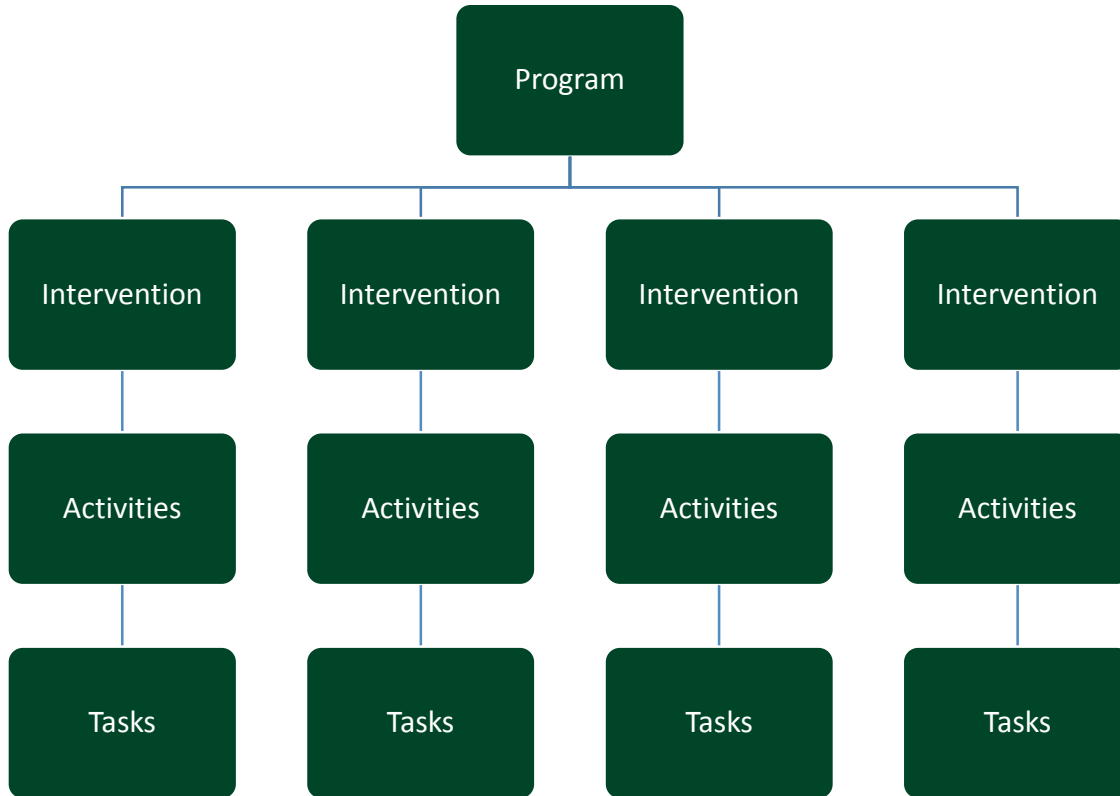 Program
Intervention
Intervention
Intervention
Intervention
Activities
Activities
Activities
Activities
Tasks
Tasks
Tasks
Tasks